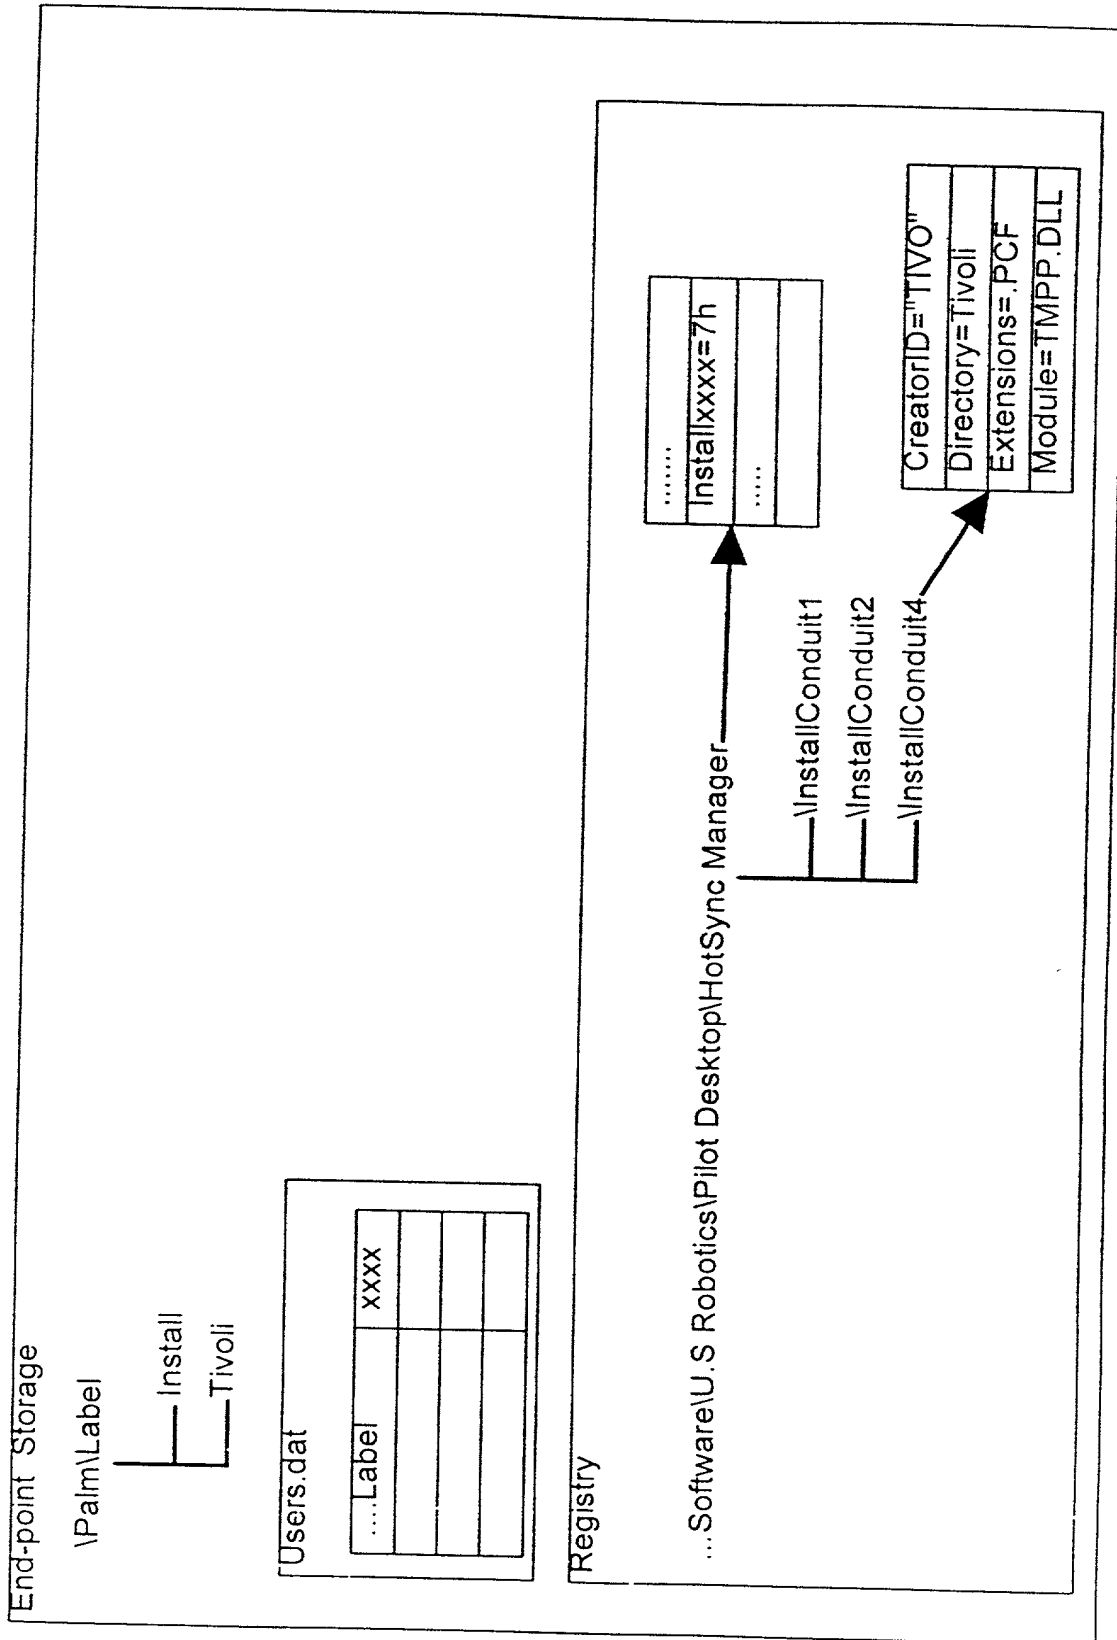 End-point Storage
\Palm\Label
Install
Tivoli
Users.dat
....Label xxxx
Registry
....Software\U.S Robotics\Pilot Desktop\HotSync Manager
.......
Installxxxx=7h
.....
\InstallConduit1
\InstallConduit2
\InstallConduit4
CreatorID="TIVO"
Directory=Tivoli
Extensions=.PCF
Module=TMPP.DLL